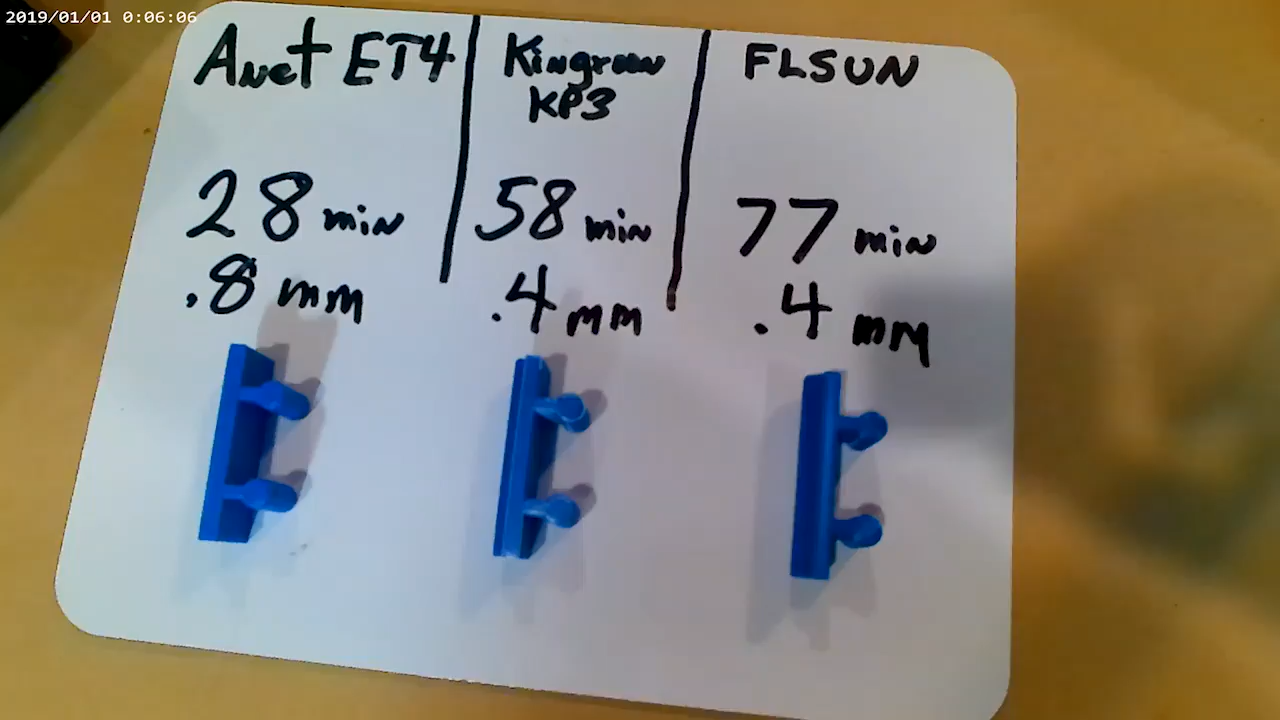 2019/01/01 0:06:06
Anet ET4
Kingroon
KP3
FLSUN
28 min
.8 mm
58 min
.4 mm
77 min
.4 mm